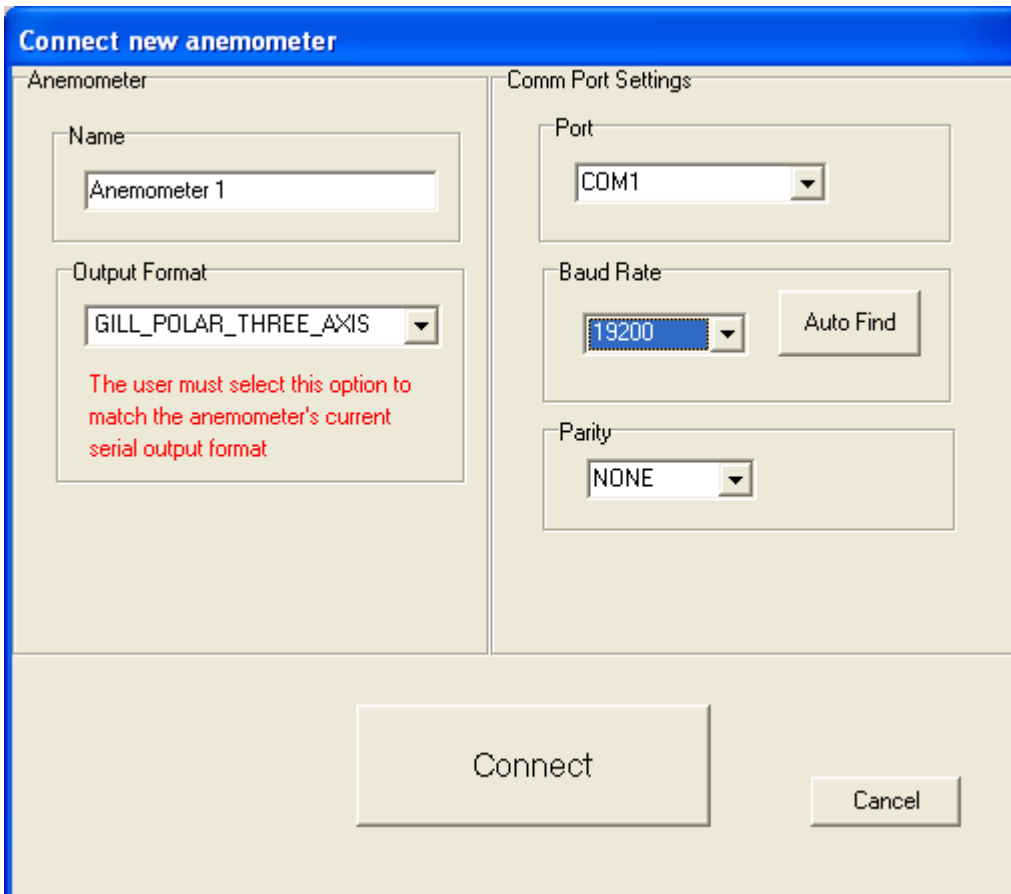 Connect new anemometer
Anemometer
Name
Anemometer 1
Output Format
GILL_POLAR_THREE_AXIS
The user must select this option to
match the anemometer's current
serial output format
Comm Port Settings
Port
COM1
Baud Rate
19200
Auto Find
Parity
NONE
Connect
Cancel